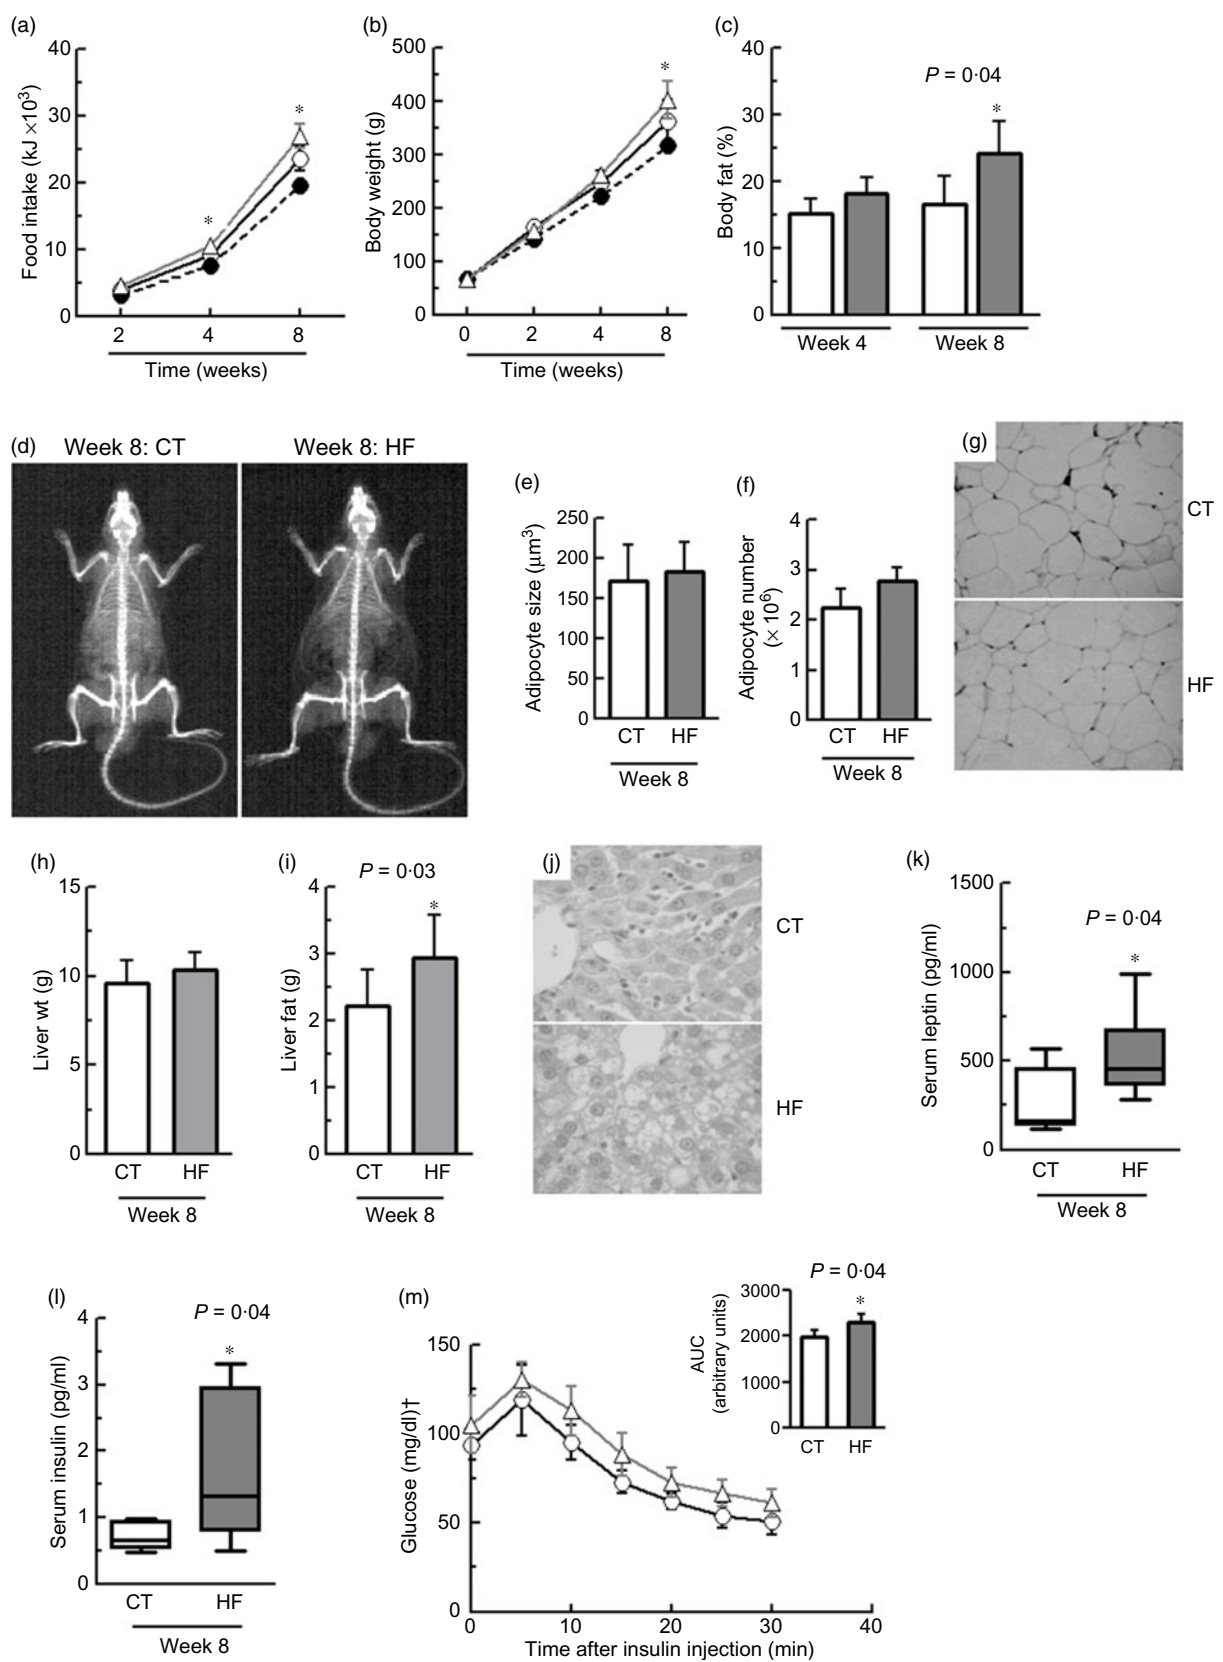 (a)
Food intake (kJ ×10³)
40
30
20
10
0
*
*
2 4 8
Time (weeks)
(b)
Body weight (g)
500
400
300
200
100
0
*
0 2 4 8
Time (weeks)
(c)
Body fat (%)
40
30
20
10
0
P = 0·04
*
Week 4 Week 8
(d)
Week 8: CT Week 8: HF
(e)
Adipocyte size (μm³)
250
200
150
100
50
0
CT HF
Week 8
(f)
Adipocyte number
(× 10⁶)
4
3
2
1
0
CT HF
Week 8
(g)
CT
HF
(h)
Liver wt (g)
15
10
5
0
CT HF
Week 8
(i)
P = 0·03
*
Liver fat (g)
4
3
2
1
0
CT HF
Week 8
(j)
CT
HF
(k)
Serum leptin (pg/ml)
1500
1000
500
0
P = 0·04
*
CT HF
Week 8
(l)
Serum insulin (pg/ml)
4
3
2
1
0
P = 0·04
*
CT HF
Week 8
(m)
Glucose (mg/dl)†
150
100
50
0
0 10 20 30 40
Time after insulin injection (min)
P = 0·04
*
AUC
(arbitrary units)
3000
2000
1000
0
CT HF